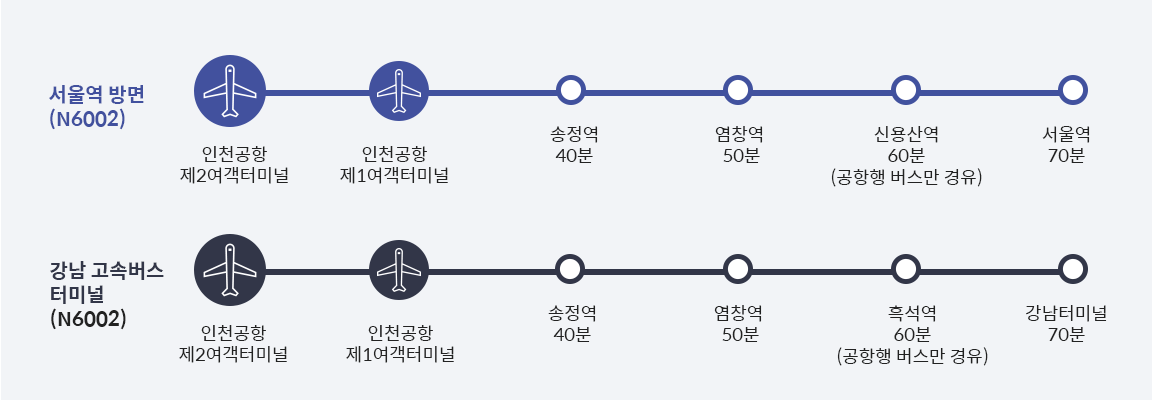 서울역 방면
(N6002)
인천공항
제2여객터미널
인천공항
제1여객터미널
송정역
40분
염창역
50분
신용산역
60분
(공항행 버스만 경유)
서울역
70분
강남 고속버스
터미널
(N6002)
인천공항
제2여객터미널
인천공항
제1여객터미널
송정역
40분
염창역
50분
흑석역
60분
(공항행 버스만 경유)
강남터미널
70분